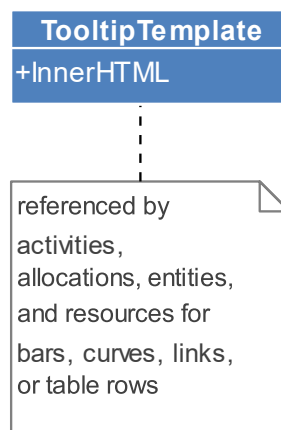 TooltipTemplate
+InnerHTML
referenced by
activities,
allocations, entities,
and resources for
bars, curves, links,
or table rows